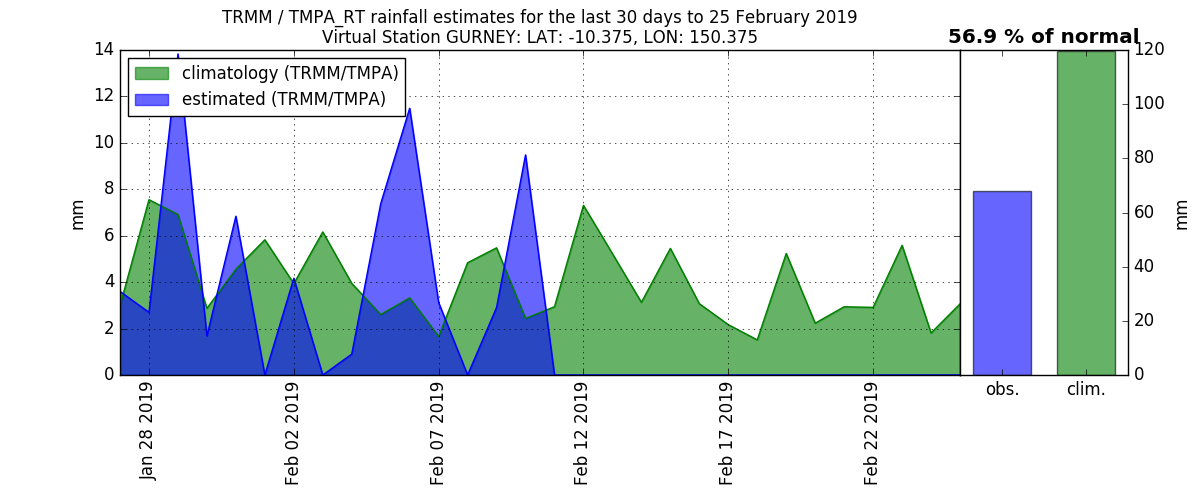 TRMM / TMPA_RT rainfall estimates for the last 30 days to 25 February 2019
Virtual Station GURNEY: LAT: -10.375, LON: 150.375
56.9 % of normal
climatology (TRMM/TMPA)
estimated (TRMM/TMPA)
14
12
10
8
6
4
2
0
mm
Jan 28 2019
Feb 02 2019
Feb 07 2019
Feb 12 2019
Feb 17 2019
Feb 22 2019
120
100
80
60
40
20
0
mm
obs.
clim.